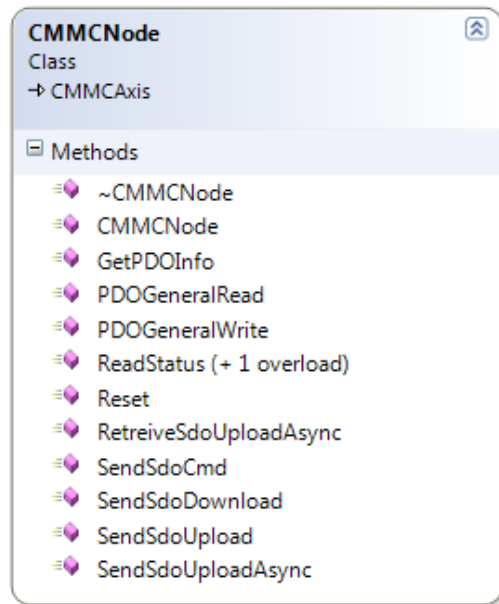 CMMCNode
Class
CMMCAxis
Methods
~CMMCNode
CMMCNode
GetPDOInfo
PDOGeneralRead
PDOGeneralWrite
ReadStatus (+ 1 overload)
Reset
RetreiveSdoUploadAsync
SendSdoCmd
SendSdoDownload
SendSdoUpload
SendSdoUploadAsync